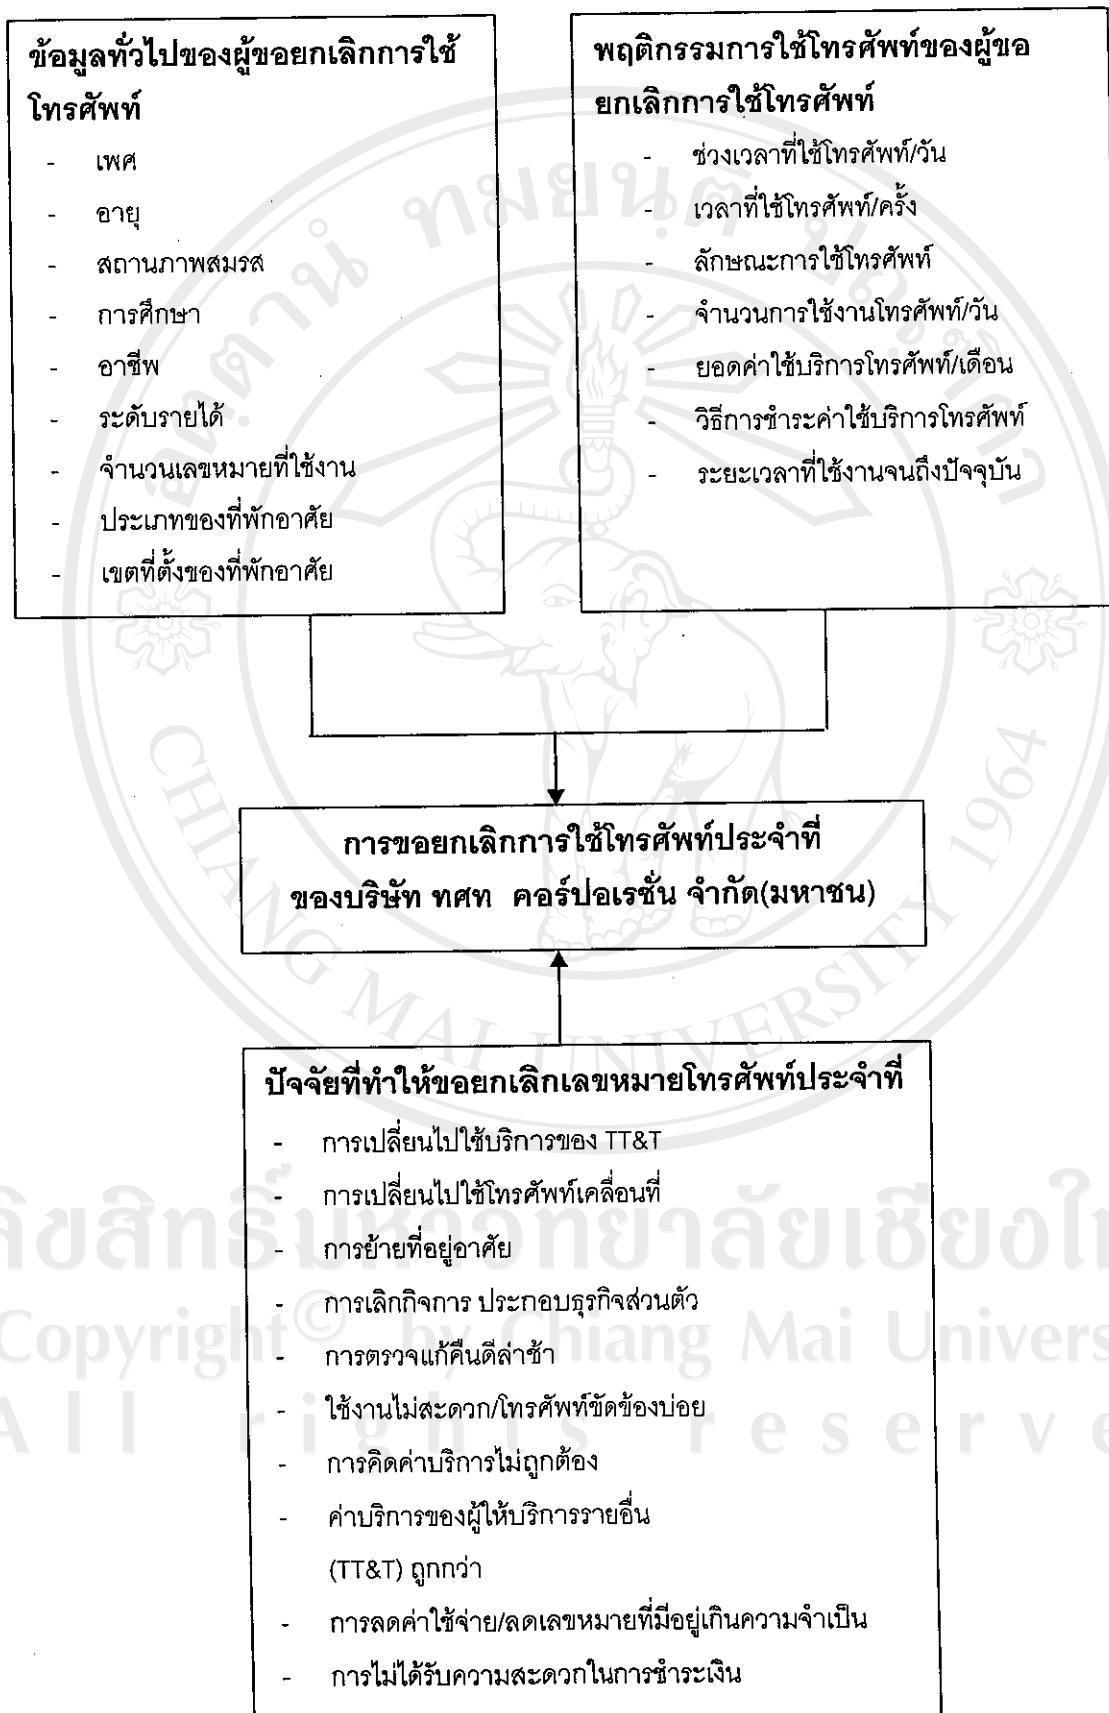 ข้อมูลทั่วไปของผู้ขอยกเลิกการใช้
โทรศัพท์
- เพศ
- อายุ
- สถานภาพสมรส
- การศึกษา
- อาชีพ
- ระดับรายได้
- จำนวนเลขหมายที่ใช้งาน
- ประเภทของที่พักอาศัย
- เขตที่ตั้งของที่พักอาศัย
พฤติกรรมการใช้โทรศัพท์ของผู้ขอ
ยกเลิกการใช้โทรศัพท์
- ช่วงเวลาที่ใช้โทรศัพท์/วัน
- เวลาที่ใช้โทรศัพท์/ครั้ง
- ลักษณะการใช้โทรศัพท์
- จำนวนการใช้งานโทรศัพท์/วัน
- ยอดค่าใช้บริการโทรศัพท์/เดือน
- วิธีการชำระค่าใช้บริการโทรศัพท์
- ระยะเวลาที่ใช้งานจนถึงปัจจุบัน
การขอยกเลิกการใช้โทรศัพท์ประจำที่
ของบริษัท ทศท คอร์ปอเรชั่น จำกัด(มหาชน)
ปัจจัยที่ทำให้ขอยกเลิกเลขหมายโทรศัพท์ประจำที่
- การเปลี่ยนไปใช้บริการของ TT&T
- การเปลี่ยนไปใช้โทรศัพท์เคลื่อนที่
- การย้ายที่อยู่อาศัย
- การเลิกกิจการ ประกอบธุรกิจส่วนตัว
- การตรวจแก้คืนดีล่าช้า
- ใช้งานไม่สะดวก/โทรศัพท์ขัดข้องบ่อย
- การคิดค่าบริการไม่ถูกต้อง
- ค่าบริการของผู้ให้บริการรายอื่น
(TT&T) ถูกกว่า
- การลดค่าใช้จ่าย/ลดเลขหมายที่มีอยู่เกินความจำเป็น
- การไม่ได้รับความสะดวกในการชำระเงิน
CHIANG MAI UNIVERSITY 1964
Copyright© by Chiang Mai Univers
All rights reserve